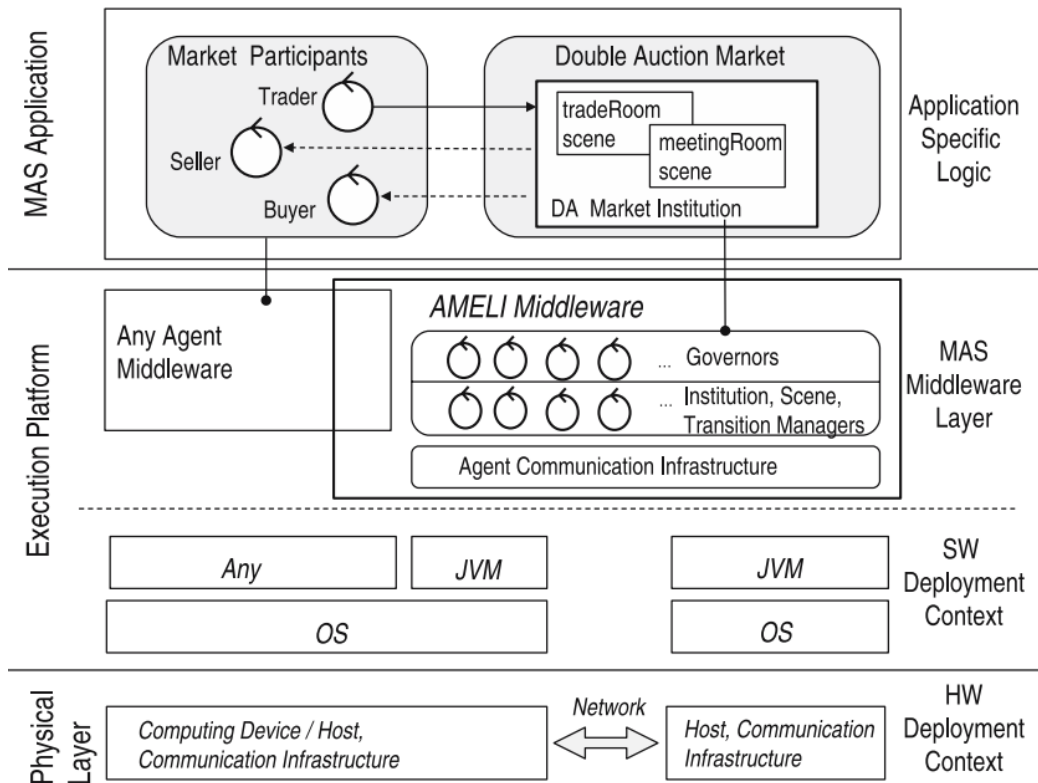 MAS Application
Market Participants
Trader
Seller
Buyer
Double Auction Market
tradeRoom
scene
meetingRoom
scene
DA Market Institution
Application
Specific
Logic
Execution Platform
Any Agent
Middleware
AMELI Middleware
... Governors
... Institution, Scene,
Transition Managers
Agent Communication Infrastructure
MAS
Middleware
Layer
Any
JVM
JVM
OS
OS
SW
Deployment
Context
Physical
Layer
Computing Device / Host,
Communication Infrastructure
Network
Host, Communication
Infrastructure
HW
Deployment
Context